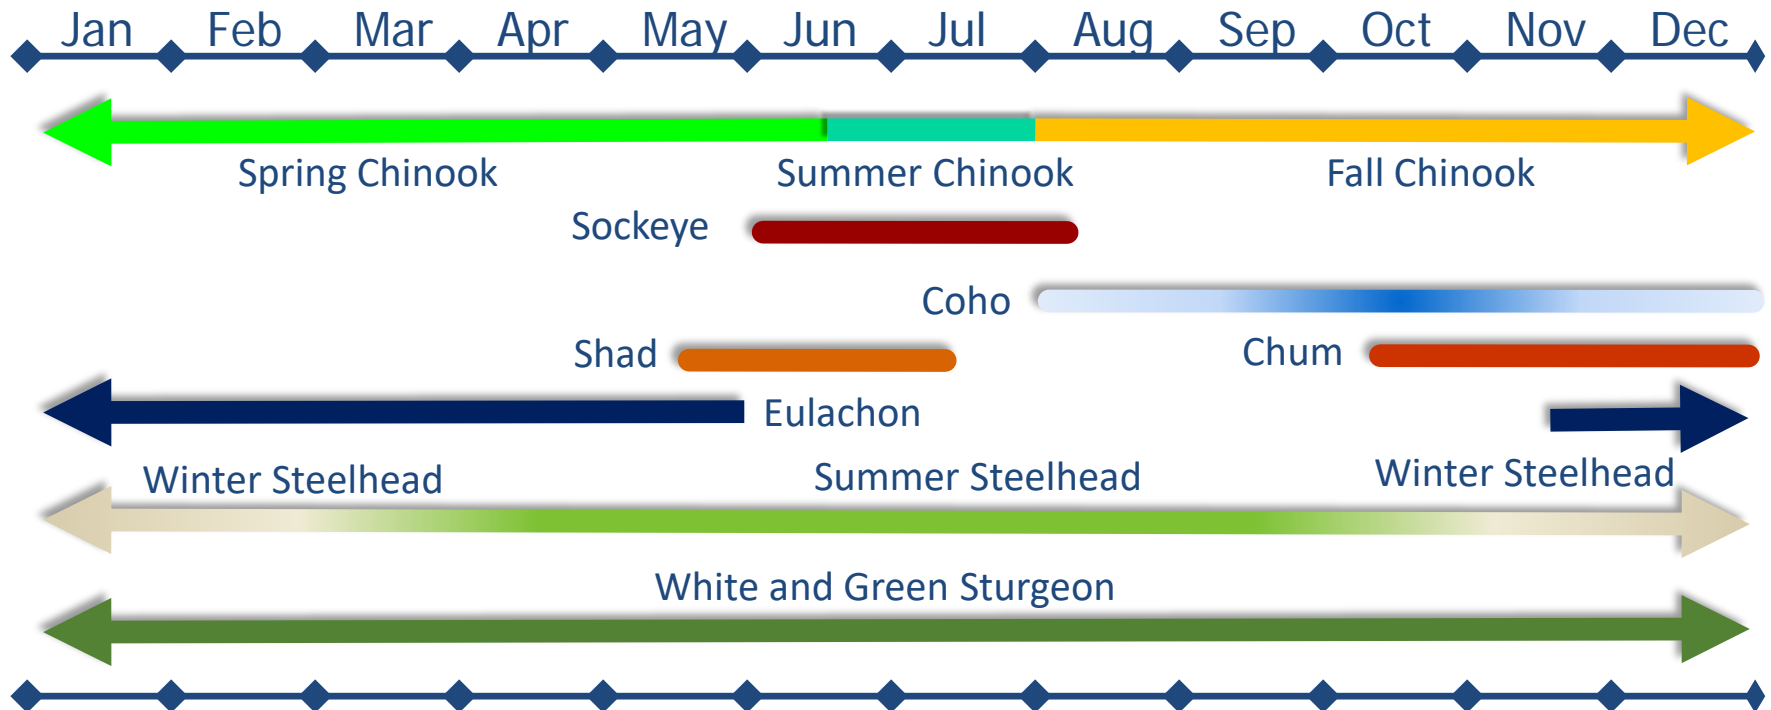 Jan Feb Mar Apr May Jun Jul Aug Sep Oct Nov Dec
Spring Chinook Summer Chinook Fall Chinook
Sockeye
Coho
Shad Chum
Eulachon
Winter Steelhead Summer Steelhead Winter Steelhead
White and Green Sturgeon